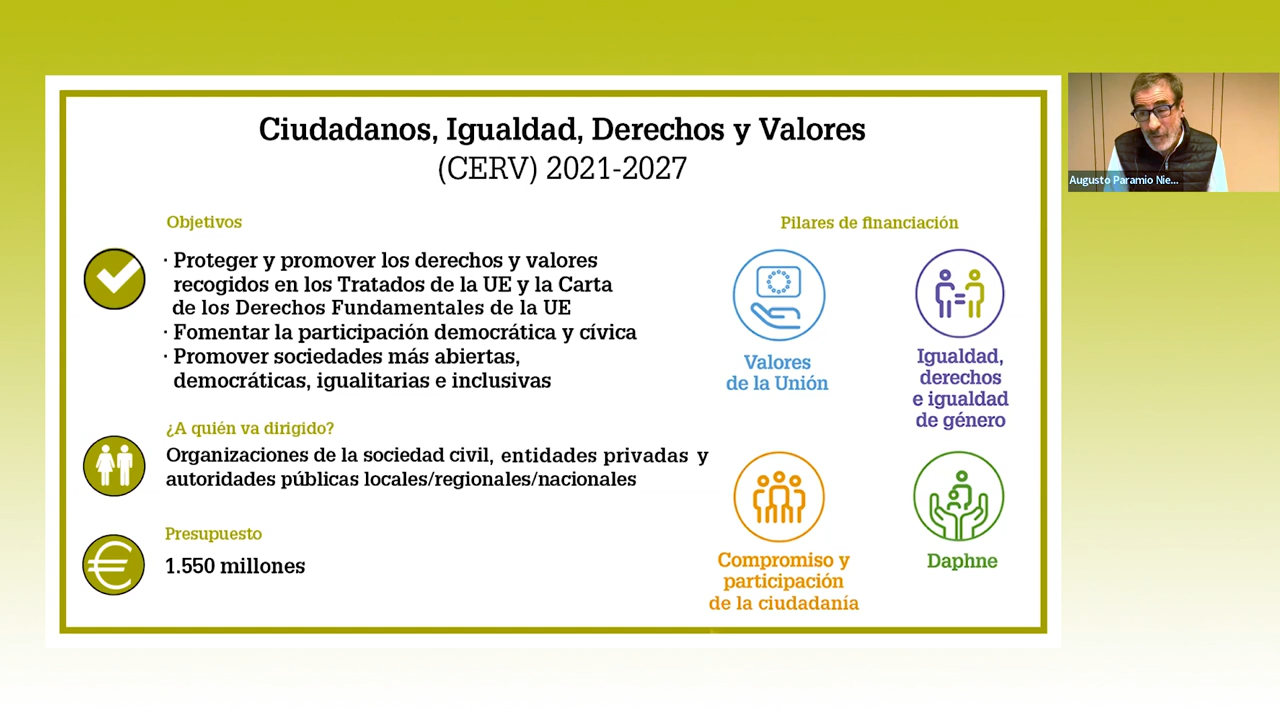 Ciudadanos, Igualdad, Derechos y Valores
(CERV) 2021-2027
Objetivos
· Proteger y promover los derechos y valores
recogidos en los Tratados de la UE y la Carta
de los Derechos Fundamentales de la UE
· Fomentar la participación democrática y cívica
· Promover sociedades más abiertas,
democráticas, igualitarias e inclusivas
¿A quién va dirigido?
Organizaciones de la sociedad civil, entidades privadas y
autoridades públicas locales/regionales/nacionales
Presupuesto
1.550 millones
Pilares de financiación
Valores
de la Unión
Igualdad,
derechos
e igualdad
de género
Compromiso y
participación
de la ciudadanía
Daphne
Augusto Paramio Nie...